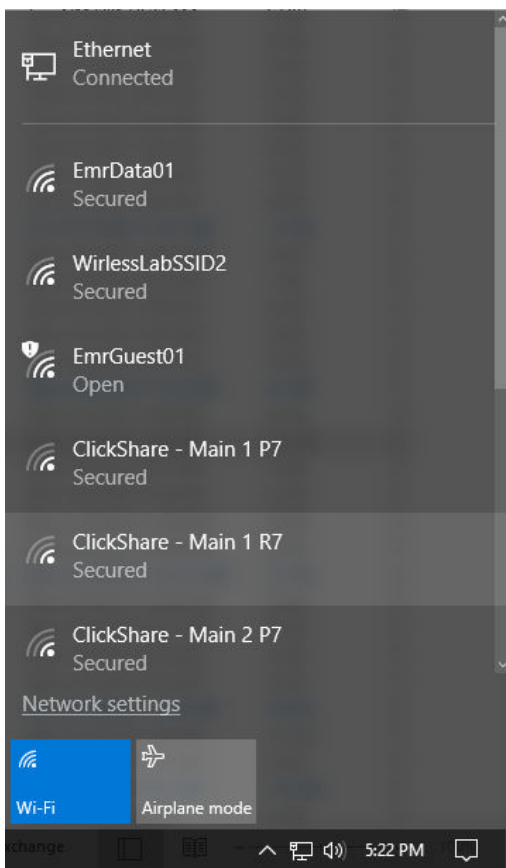 Ethernet
Connected
EmrData01
Secured
WirlessLabSSID2
Secured
EmrGuest01
Open
ClickShare - Main 1 P7
Secured
ClickShare - Main 1 R7
Secured
ClickShare - Main 2 P7
Secured
Network settings
Wi-Fi
Airplane mode
xchange
5:22 PM